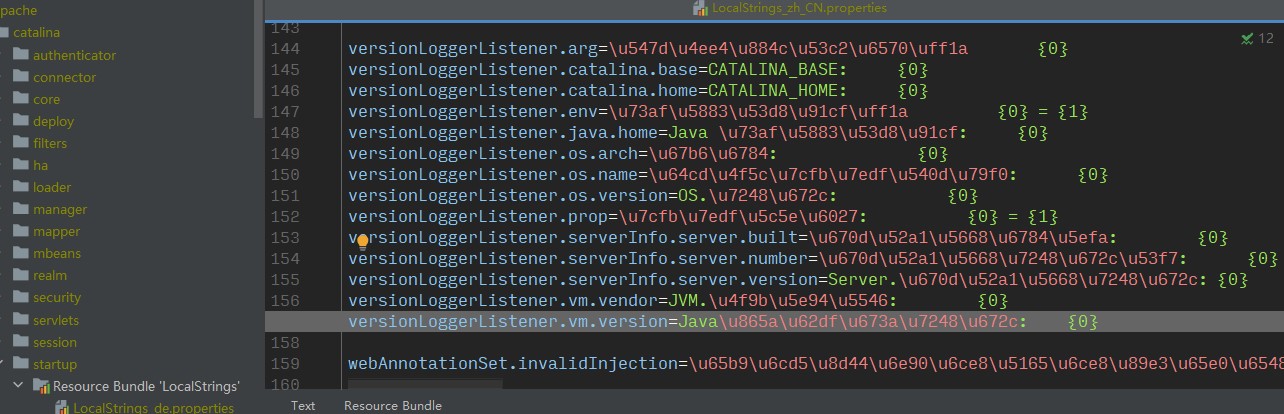 pache
catalina
authenticator
connector
core
deploy
filters
ha
loader
manager
mapper
mbeans
realm
security
servlets
session
startup
Resource Bundle 'LocalStrings'
LocalStrings_de.properties
LocalStrings_zh_CN.properties
12
143
144 versionLoggerListener.arg=\u547d\u4ee4\u884c\u53c2\u6570\uff1a {0}
145 versionLoggerListener.catalina.base=CATALINA_BASE: {0}
146 versionLoggerListener.catalina.home=CATALINA_HOME: {0}
147 versionLoggerListener.env=\u73af\u5883\u53d8\u91cf\uff1a {0} = {1}
148 versionLoggerListener.java.home=Java \u73af\u5883\u53d8\u91cf: {0}
149 versionLoggerListener.os.arch=\u67b6\u6784: {0}
150 versionLoggerListener.os.name=\u64cd\u4f5c\u7cfb\u7edf\u540d\u79f0: {0}
151 versionLoggerListener.os.version=OS.\u7248\u672c: {0}
152 versionLoggerListener.prop=\u7cfb\u7edf\u5c5e\u6027: {0} = {1}
153 versionLoggerListener.serverInfo.server.built=\u670d\u52a1\u5668\u6784\u5efa: {0}
154 versionLoggerListener.serverInfo.server.number=\u670d\u52a1\u5668\u7248\u672c\u53f7: {0}
155 versionLoggerListener.serverInfo.server.version=Server.\u670d\u52a1\u5668\u7248\u672c: {0}
156 versionLoggerListener.vm.vendor=JVM.\u4f9b\u5e94\u5546: {0}
157 versionLoggerListener.vm.version=Java\u865a\u62df\u673a\u7248\u672c: {0}
158
159 webAnnotationSet.invalidInjection=\u65b9\u6cd5\u8d44\u6e90\u6ce8\u5165\u6ce8\u89e3\u65e0\u6548
160
Text Resource Bundle